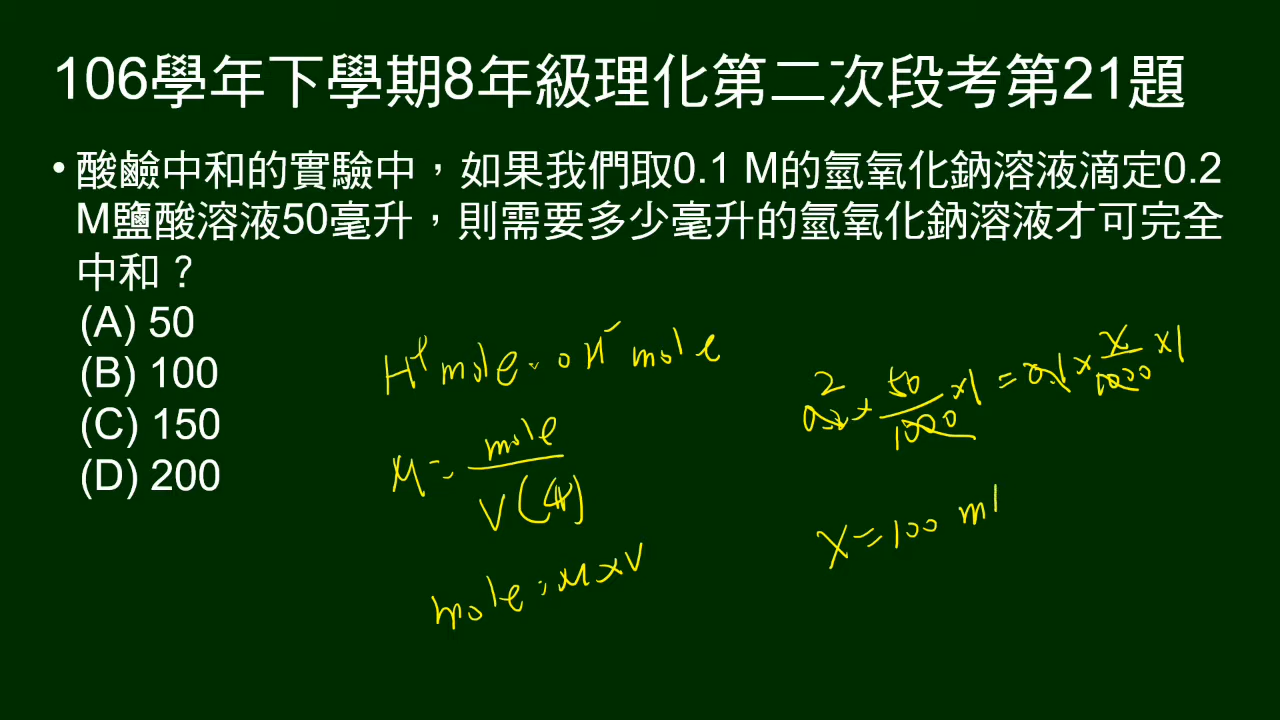 106學年下學期8年級理化第二次段考第21題
• 酸鹼中和的實驗中，如果我們取0.1 M的氫氧化鈉溶液滴定0.2
M鹽酸溶液50毫升，則需要多少毫升的氫氧化鈉溶液才可完全
中和？
(A) 50
(B) 100
(C) 150
(D) 200
H⁺ mole = OH⁻ mole
M = mole / V(升)
mole = M × V
2
0.2 × 50/1000 × 1 = 0.1 × X/1000 × 1
X = 100 ml